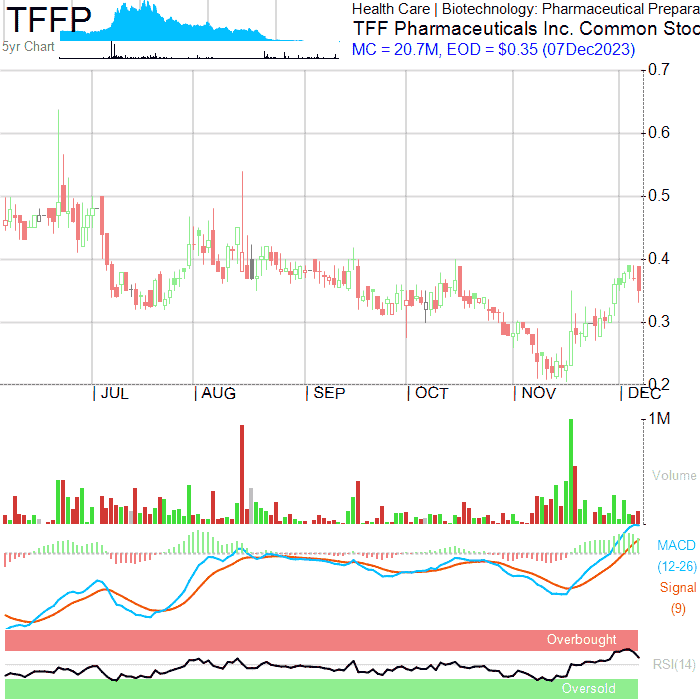 TFFP
5yr Chart
Health Care | Biotechnology: Pharmaceutical Prepara
TFF Pharmaceuticals Inc. Common Stoc
MC = 20.7M, EOD = $0.35 (07Dec2023)
0.7
0.6
0.5
0.4
0.3
0.2
JUL AUG SEP OCT NOV DEC
1M
Volume
MACD
(12-26)
Signal
(9)
Overbought
RSI(14)
Oversold